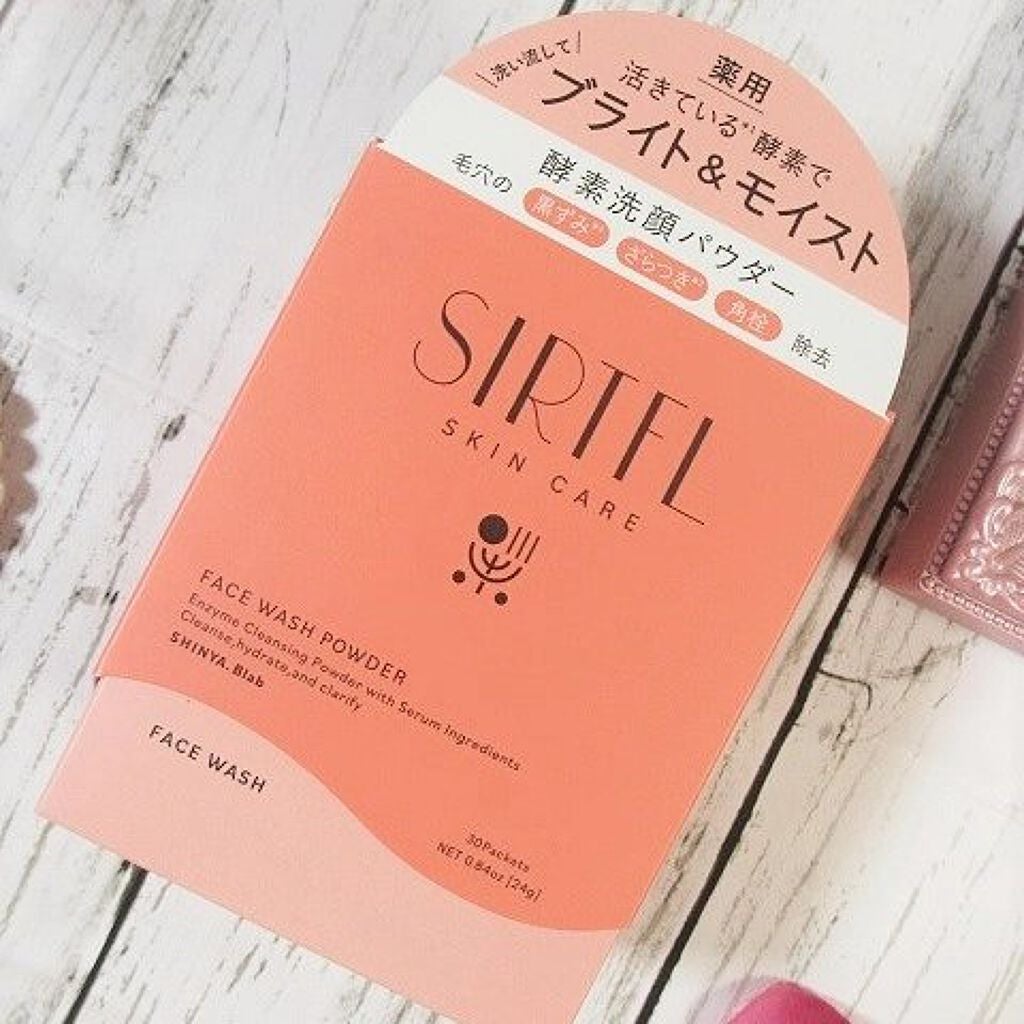 薬用
\洗い流して/
活きている*¹酵素で
ブライト&モイスト
酵素洗顔パウダー
毛穴の 黒ずみ*² ざらつき*² 角栓 除去
SIRTFL
SKIN CARE
FACE WASH POWDER
Enzyme Cleansing Powder with Serum Ingredients
Cleanse,hydrate,and clarify
SHINYA.Blab
FACE WASH
30Packets
NET 0.84oz [24g]